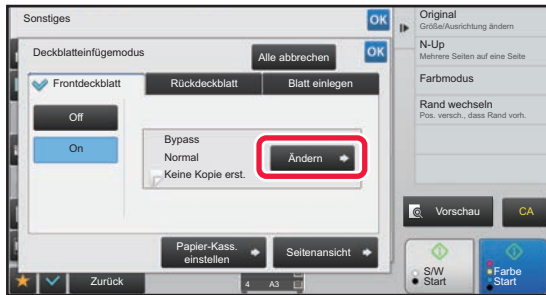 Sonstiges
OK
Deckblatteinfügemodus
Alle abbrechen
OK
Frontdeckblatt
Rückdeckblatt
Blatt einlegen
Off
On
Bypass
Normal
Keine Kopie erst.
Ändern
Papier-Kass.
einstellen
Seitenansicht
Zurück
4 A3
Original
Größe/Ausrichtung ändern
N-Up
Mehrere Seiten auf eine Seite
Farbmodus
Rand wechseln
Pos. versch., dass Rand vorh.
Vorschau
CA
S/W
Start
Farbe
Start